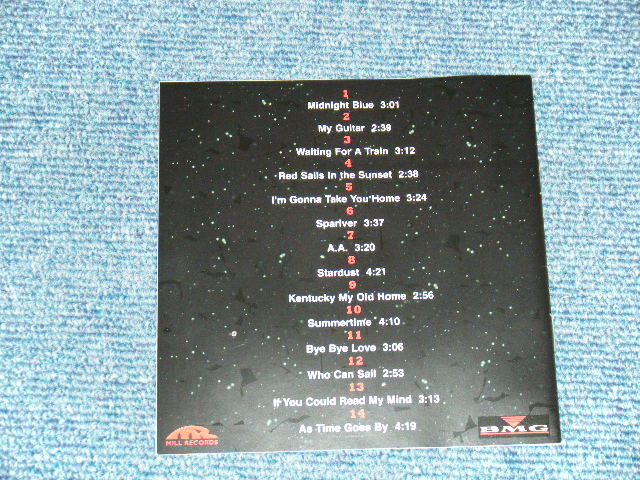 1
Midnight Blue 3:01
2
My Guitar 2:39
3
Waiting For A Train 3:12
4
Red Sails In the Sunset 2:38
5
I'm Gonna Take You Home 3:24
6
Spariver 3:37
7
A.A. 3:20
8
Stardust 4:21
9
Kentucky My Old Home 2:56
10
Summertime 4:10
11
Bye Bye Love 3:06
12
Who Can Sail 2:53
13
If You Could Read My Mind 3:13
14
As Time Goes By 4:19
MILL RECORDS
BMG